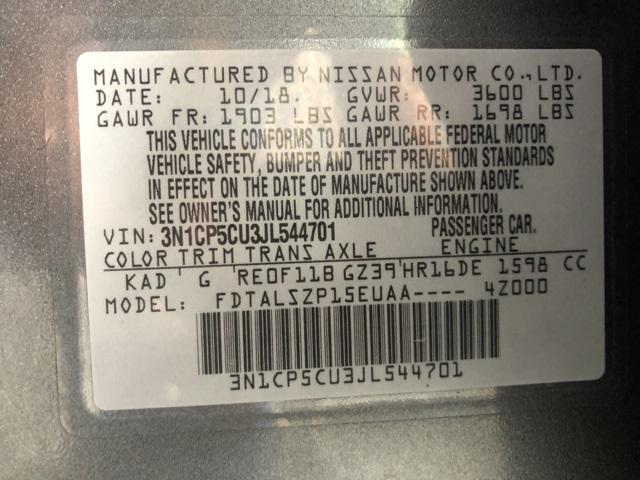 MANUFACTURED BY NISSAN MOTOR CO., LTD.
DATE: 10/18. GVWR: 3600 LBS
GAWR FR: 1903 LBS GAWR RR: 1698 LBS
THIS VEHICLE CONFORMS TO ALL APPLICABLE FEDERAL MOTOR
VEHICLE SAFETY, BUMPER AND THEFT PREVENTION STANDARDS
IN EFFECT ON THE DATE OF MANUFACTURE SHOWN ABOVE.
SEE OWNER'S MANUAL FOR ADDITIONAL INFORMATION.
VIN: 3N1CP5CU3JL544701 PASSENGER CAR.
COLOR TRIM TRANS AXLE ENGINE
KAD G RE0F11B GZ39 HR16DE 1598 CC
MODEL: FDTALSZP15EUAA---- 4Z000
3N1CP5CU3JL544701